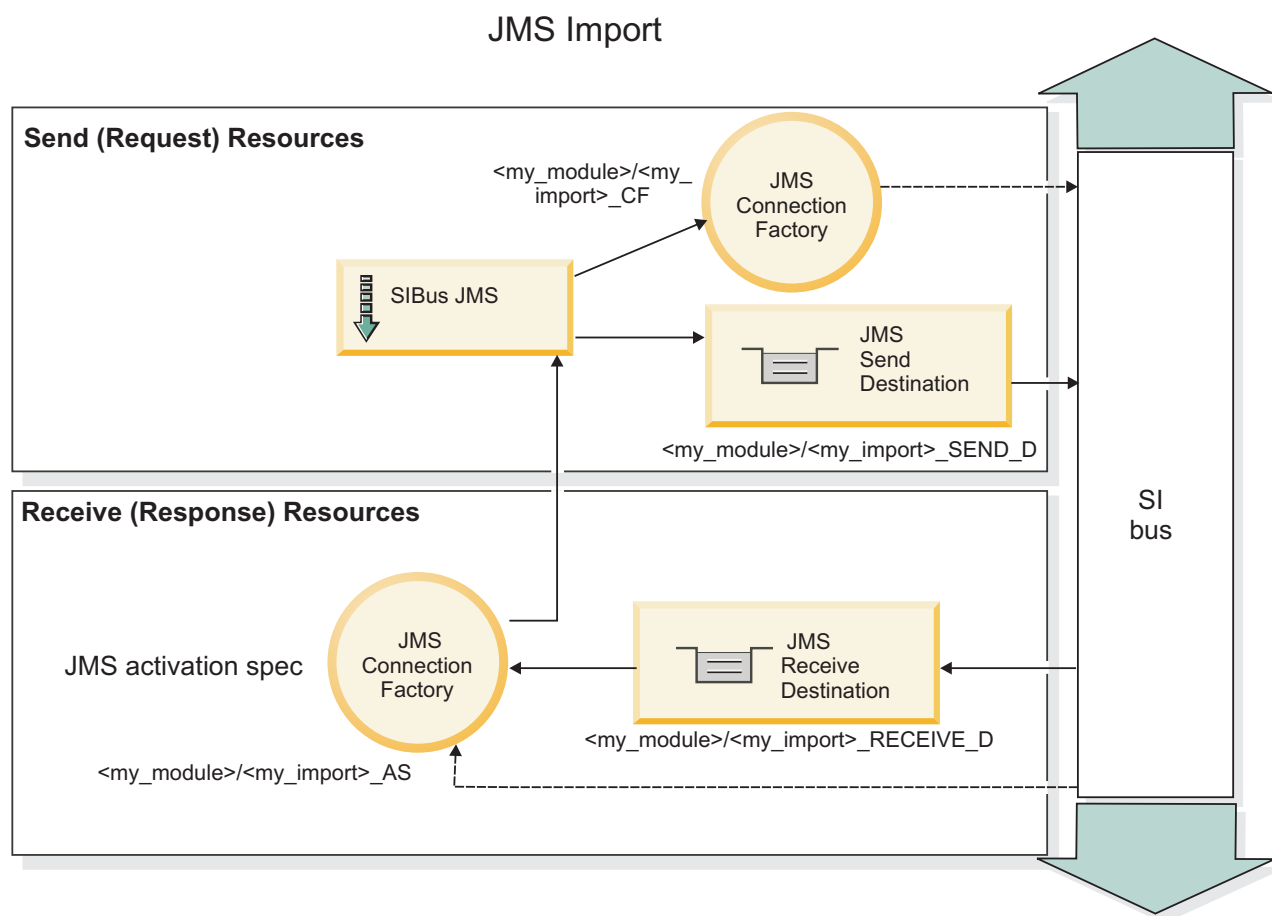 JMS Import
Send (Request) Resources
<my_module>/<my_
import>_CF
JMS
Connection
Factory
SIBus JMS
JMS
Send
Destination
<my_module>/<my_import>_SEND_D
SI
bus
Receive (Response) Resources
JMS activation spec
JMS
Connection
Factory
JMS
Receive
Destination
<my_module>/<my_import>_RECEIVE_D
<my_module>/<my_import>_AS